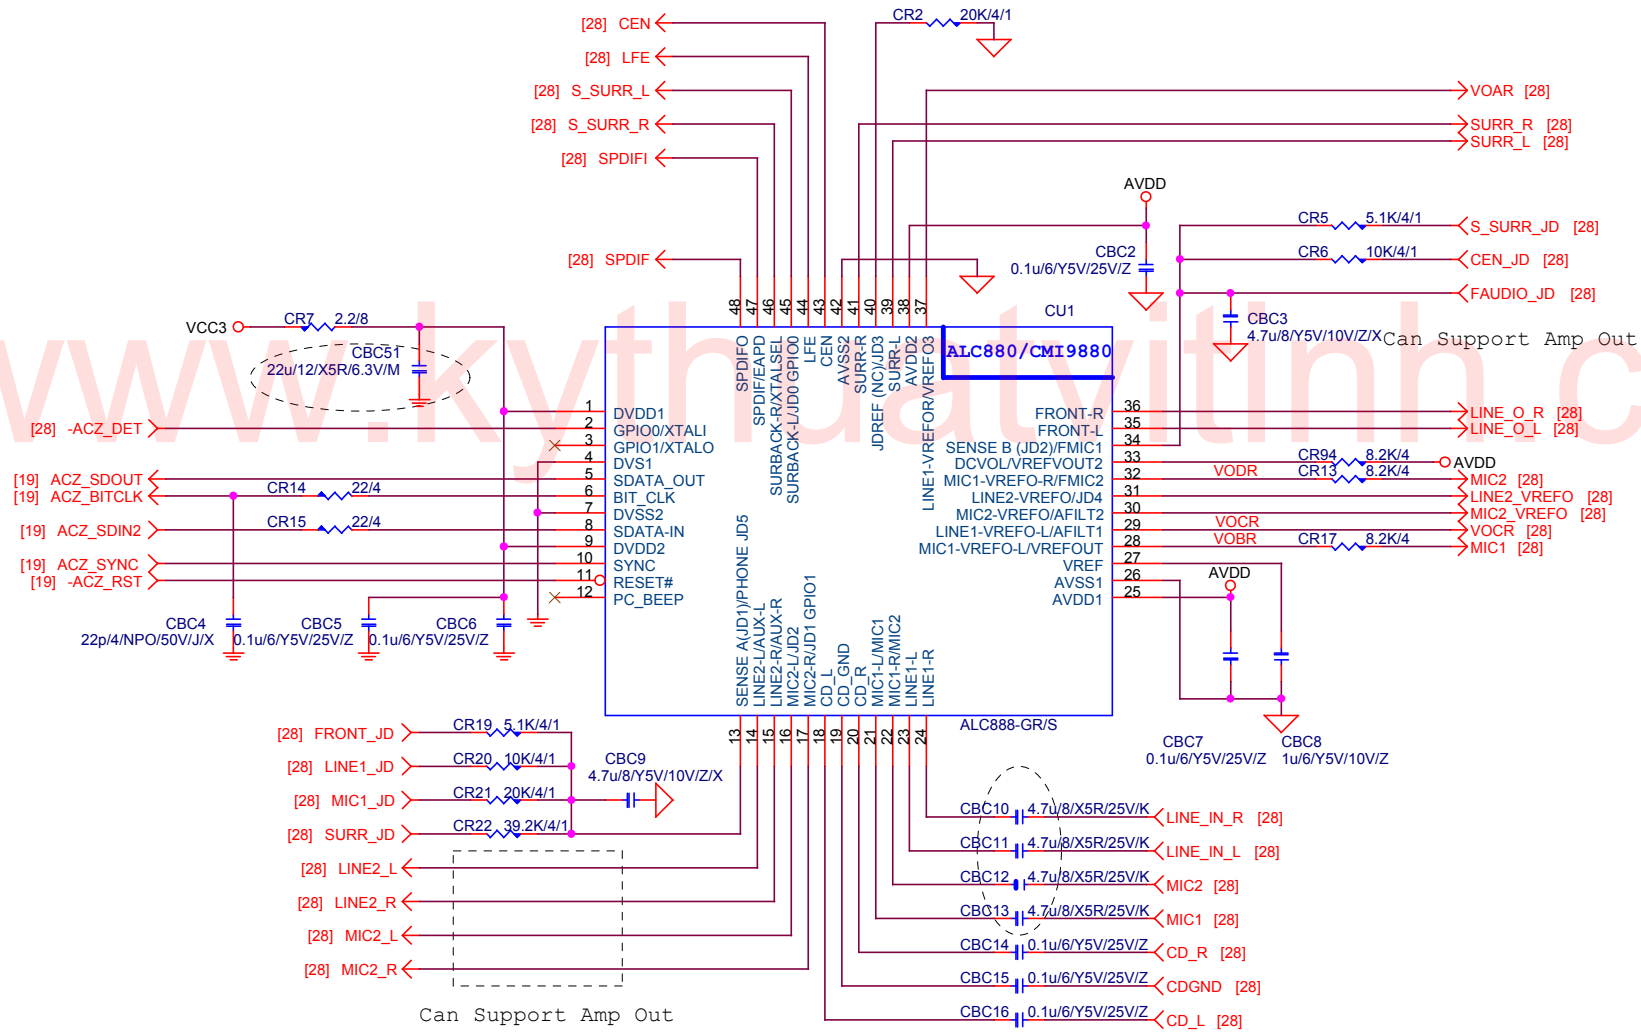 [28] CEN
[28] LFE
[28] S_SURR_L
[28] S_SURR_R
[28] SPDIFI
[28] SPDIF
CR2 20K/4/1
VOAR [28]
SURR_R [28]
SURR_L [28]
AVDD
CBC2
0.1u/6/Y5V/25V/Z
CR5 5.1K/4/1 S_SURR_JD [28]
CR6 10K/4/1 CEN_JD [28]
FAUDIO_JD [28]
CBC3
4.7u/8/Y5V/10V/Z/X
Can Support Amp Out
www.kythuatvitinh.c
VCC3 CR7 2.2/8
CBC51
22u/12/X5R/6.3V/M
48 47 46 45 44 43 42 41 40 39 38 37
CU1
ALC880/CMI9880
SPDIFO
SPDIF/EAPD
SURBACK-R/XTALSEL
SURBACK-L/JD0 GPIO0
LFE
CEN
AVSS2
SURR-R
JDREF (NC)/JD3
SURR-L
AVDD2
LINE1-VREFOR/VREFO3
[28] -ACZ_DET
[19] ACZ_SDOUT
[19] ACZ_BITCLK
[19] ACZ_SDIN2
[19] ACZ_SYNC
[19] -ACZ_RST
CR14 22/4
CR15 22/4
1 DVDD1
2 GPIO0/XTALI
3 GPIO1/XTALO
4 DVS1
5 SDATA_OUT
6 BIT_CLK
7 DVSS2
8 SDATA-IN
9 DVDD2
10 SYNC
11 RESET#
12 PC_BEEP
FRONT-R 36
FRONT-L 35
SENSE B (JD2)/FMIC1 34
DCVOL/VREFVOUT2 33
MIC1-VREFO-R/FMIC2 32
LINE2-VREFO/JD4 31
MIC2-VREFO/AFILT2 30
LINE1-VREFO-L/AFILT1 29
MIC1-VREFO-L/VREFOUT 28
VREF 27
AVSS1 26
AVDD1 25
LINE_O_R [28]
LINE_O_L [28]
CR94 8.2K/4 AVDD
VODR CR13 8.2K/4 MIC2 [28]
LINE2_VREFO [28]
MIC2_VREFO [28]
VOCR VOCR [28]
VOBR CR17 8.2K/4 MIC1 [28]
AVDD
CBC4
22p/4/NPO/50V/J/X
CBC5
0.1u/6/Y5V/25V/Z
CBC6
0.1u/6/Y5V/25V/Z
SENSE A(JD1)/PHONE JD5
LINE2-L/AUX-L
LINE2-R/AUX-R
MIC2-L/JD2
MIC2-R/JD1 GPIO1
CD_L
CD_GND
CD_R
MIC1-L/MIC1
MIC1-R/MIC2
LINE1-L
LINE1-R
13 14 15 16 17 18 19 20 21 22 23 24
ALC888-GR/S
CBC7
0.1u/6/Y5V/25V/Z
CBC8
1u/6/Y5V/10V/Z
[28] FRONT_JD CR19 5.1K/4/1
[28] LINE1_JD CR20 10K/4/1
[28] MIC1_JD CR21 20K/4/1
[28] SURR_JD CR22 39.2K/4/1
CBC9
4.7u/8/Y5V/10V/Z/X
[28] LINE2_L
[28] LINE2_R
[28] MIC2_L
[28] MIC2_R
Can Support Amp Out
CBC10 4.7u/8/X5R/25V/K LINE_IN_R [28]
CBC11 4.7u/8/X5R/25V/K LINE_IN_L [28]
CBC12 4.7u/8/X5R/25V/K MIC2 [28]
CBC13 4.7u/8/X5R/25V/K MIC1 [28]
CBC14 0.1u/6/Y5V/25V/Z CD_R [28]
CBC15 0.1u/6/Y5V/25V/Z CDGND [28]
CBC16 0.1u/6/Y5V/25V/Z CD_L [28]